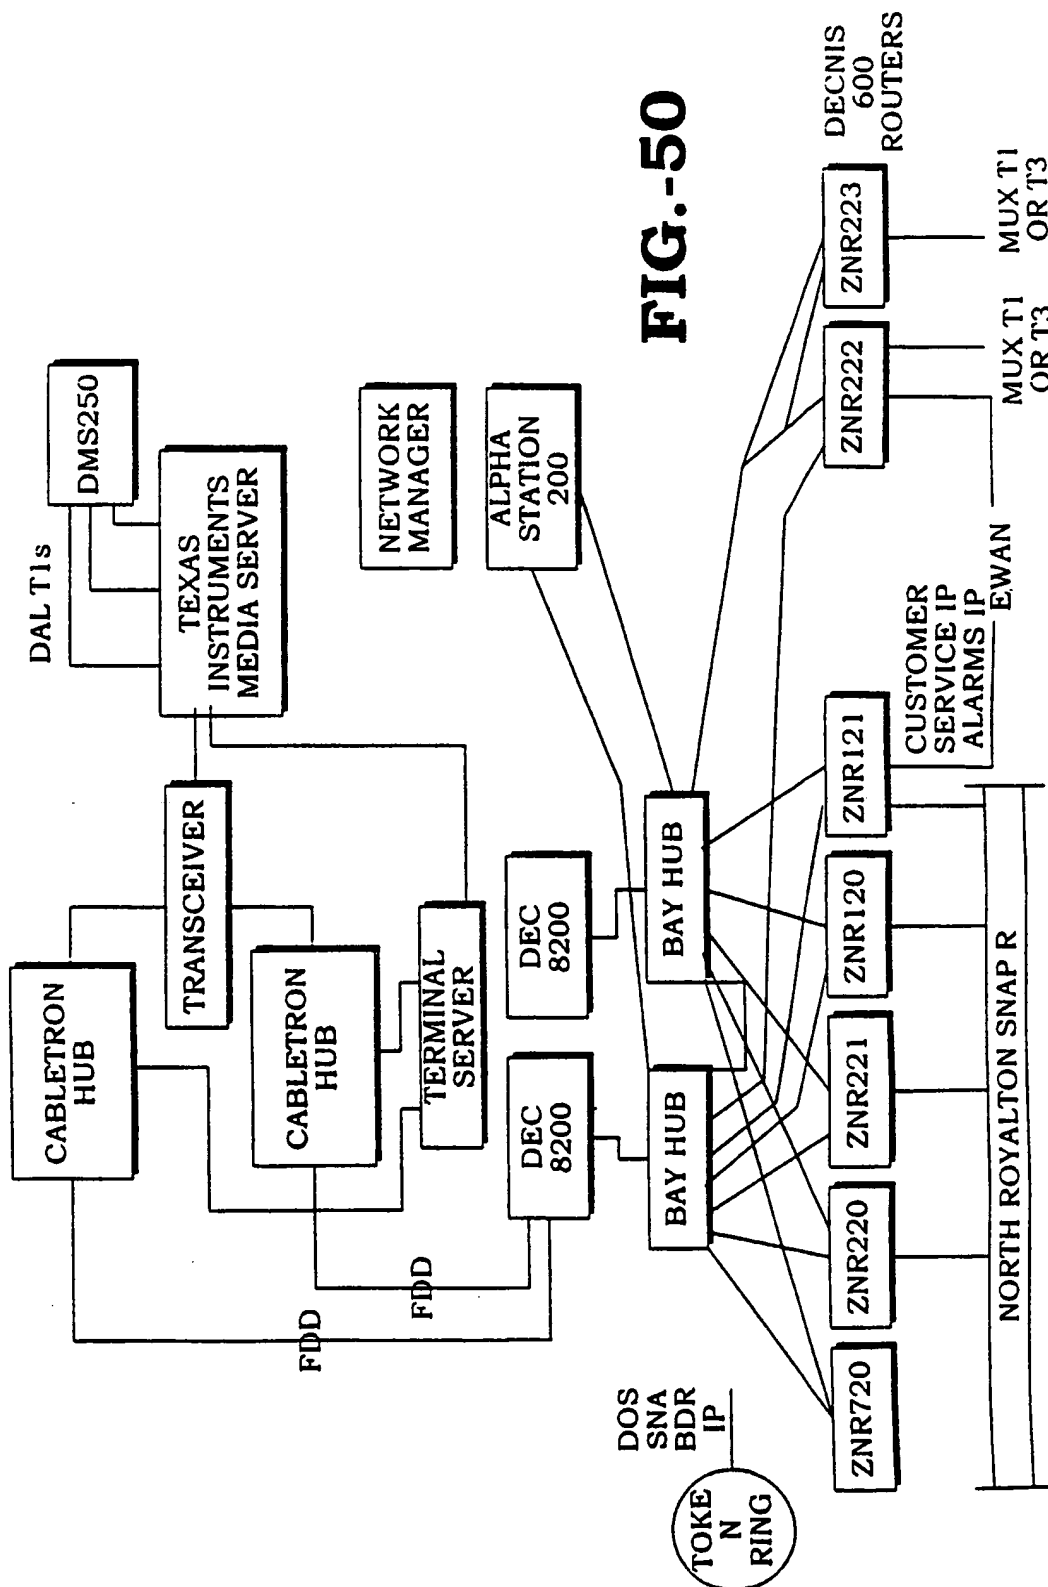 DAL T1s
DMS250
TEXAS
INSTRUMENTS
MEDIA SERVER
CABLETRON
HUB
TRANSCEIVER
CABLETRON
HUB
TERMINAL
SERVER
FDD
FDD
NETWORK
MANAGER
ALPHA
STATION
200
DEC
8200
DEC
8200
BAY HUB
BAY HUB
FIG.-50
DOS
SNA
BDR
IP
TOKE
N
RING
ZNR720
ZNR220
ZNR221
ZNR120
ZNR121
ZNR222
ZNR223
DECNIS
600
ROUTERS
CUSTOMER
SERVICE IP
ALARMS IP
EWAN
NORTH ROYALTON SNAP R
MUX T1
OR T3
MUX T1
OR T3